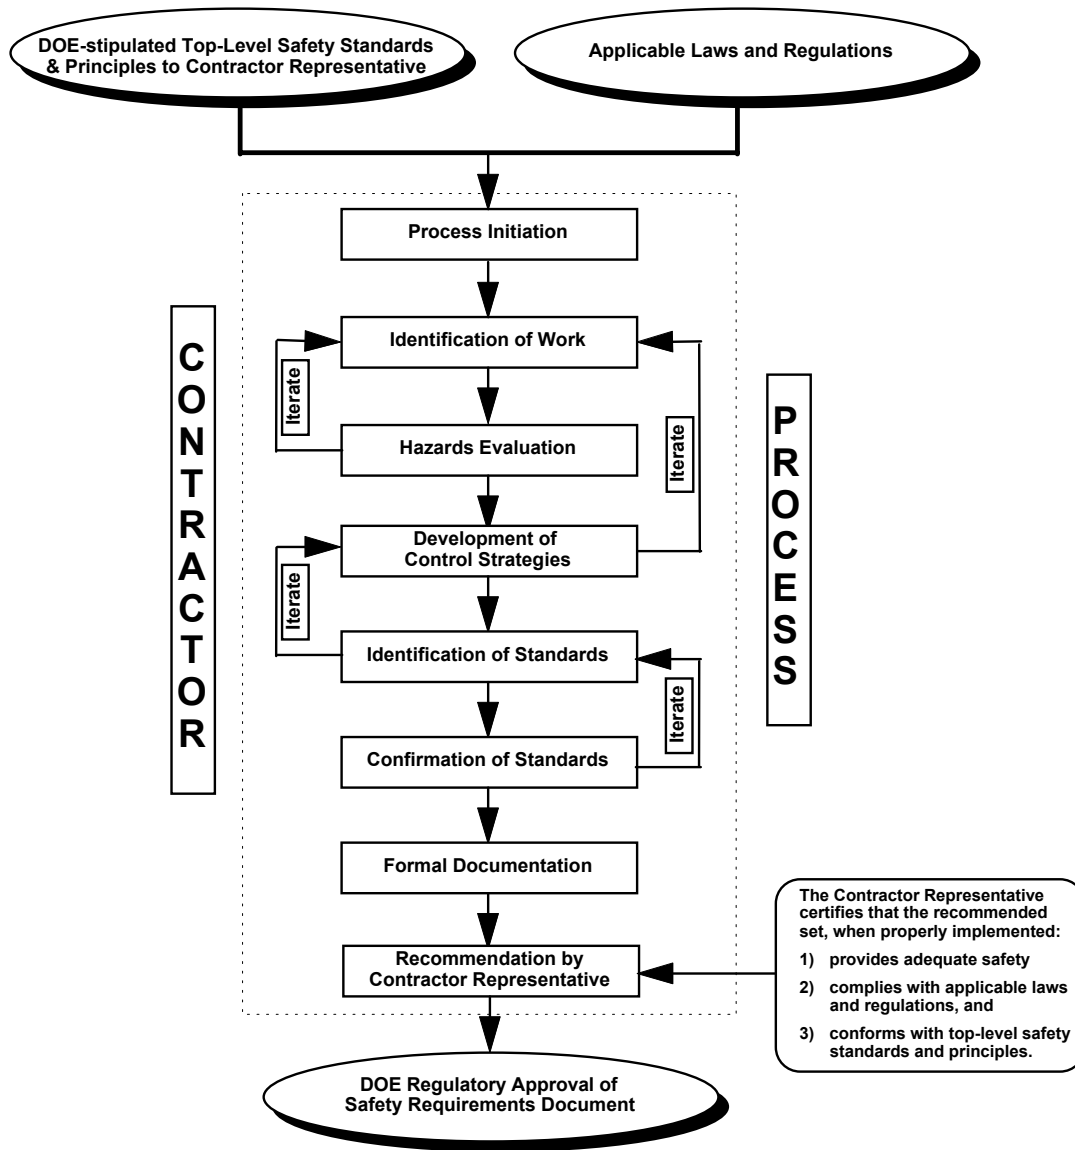 DOE-stipulated Top-Level Safety Standards
& Principles to Contractor Representative
Applicable Laws and Regulations
Process Initiation
Identification of Work
Iterate
Hazards Evaluation
Iterate
Development of
Control Strategies
Iterate
Identification of Standards
Iterate
Confirmation of Standards
Formal Documentation
Recommendation by
Contractor Representative
CONTRACTOR
PROCESS
The Contractor Representative
certifies that the recommended
set, when properly implemented:
1) provides adequate safety
2) complies with applicable laws
and regulations, and
3) conforms with top-level safety
standards and principles.
DOE Regulatory Approval of
Safety Requirements Document